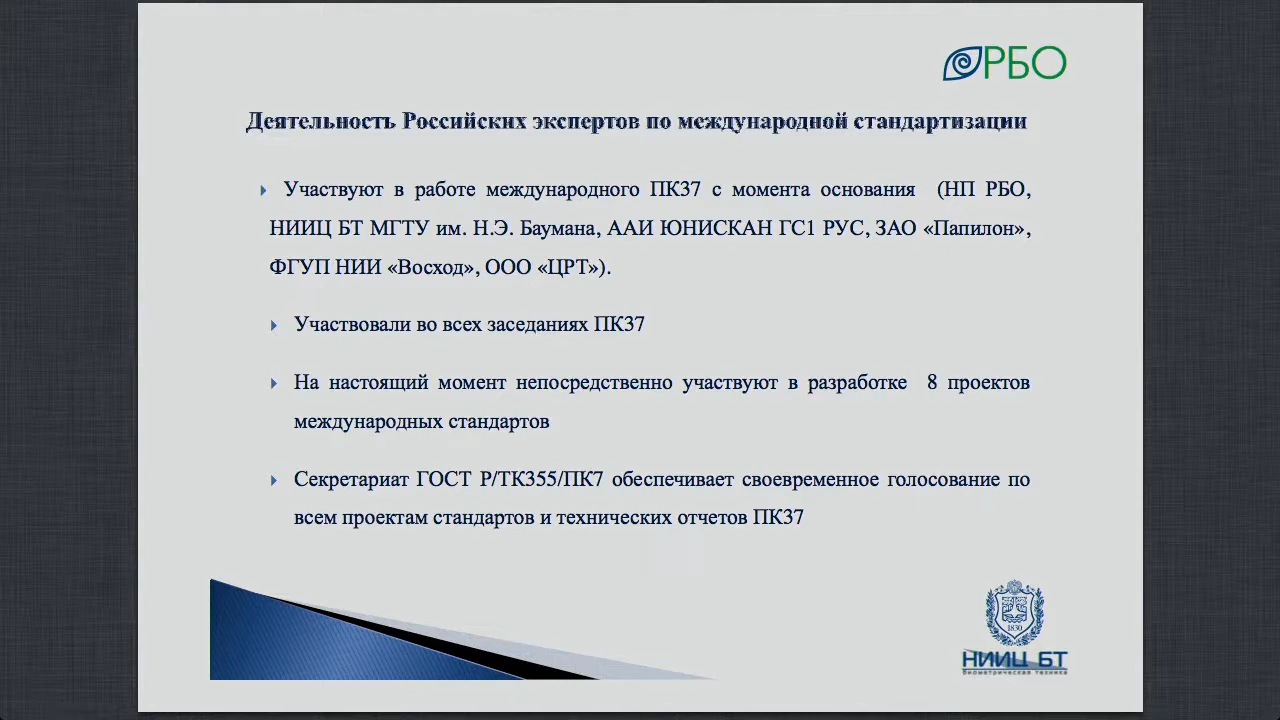 РБО
Деятельность Российских экспертов по международной стандартизации
Участвуют в работе международного ПК37 с момента основания (НП РБО,
НИИЦ БТ МГТУ им. Н.Э. Баумана, ААИ ЮНИСКАН ГС1 РУС, ЗАО «Папилон»,
ФГУП НИИ «Восход», ООО «ЦРТ»).
Участвовали во всех заседаниях ПК37
На настоящий момент непосредственно участвуют в разработке 8 проектов
международных стандартов
Секретариат ГОСТ Р/ТК355/ПК7 обеспечивает своевременное голосование по
всем проектам стандартов и технических отчетов ПК37
1830
НИИЦ БТ
биометрическая техника